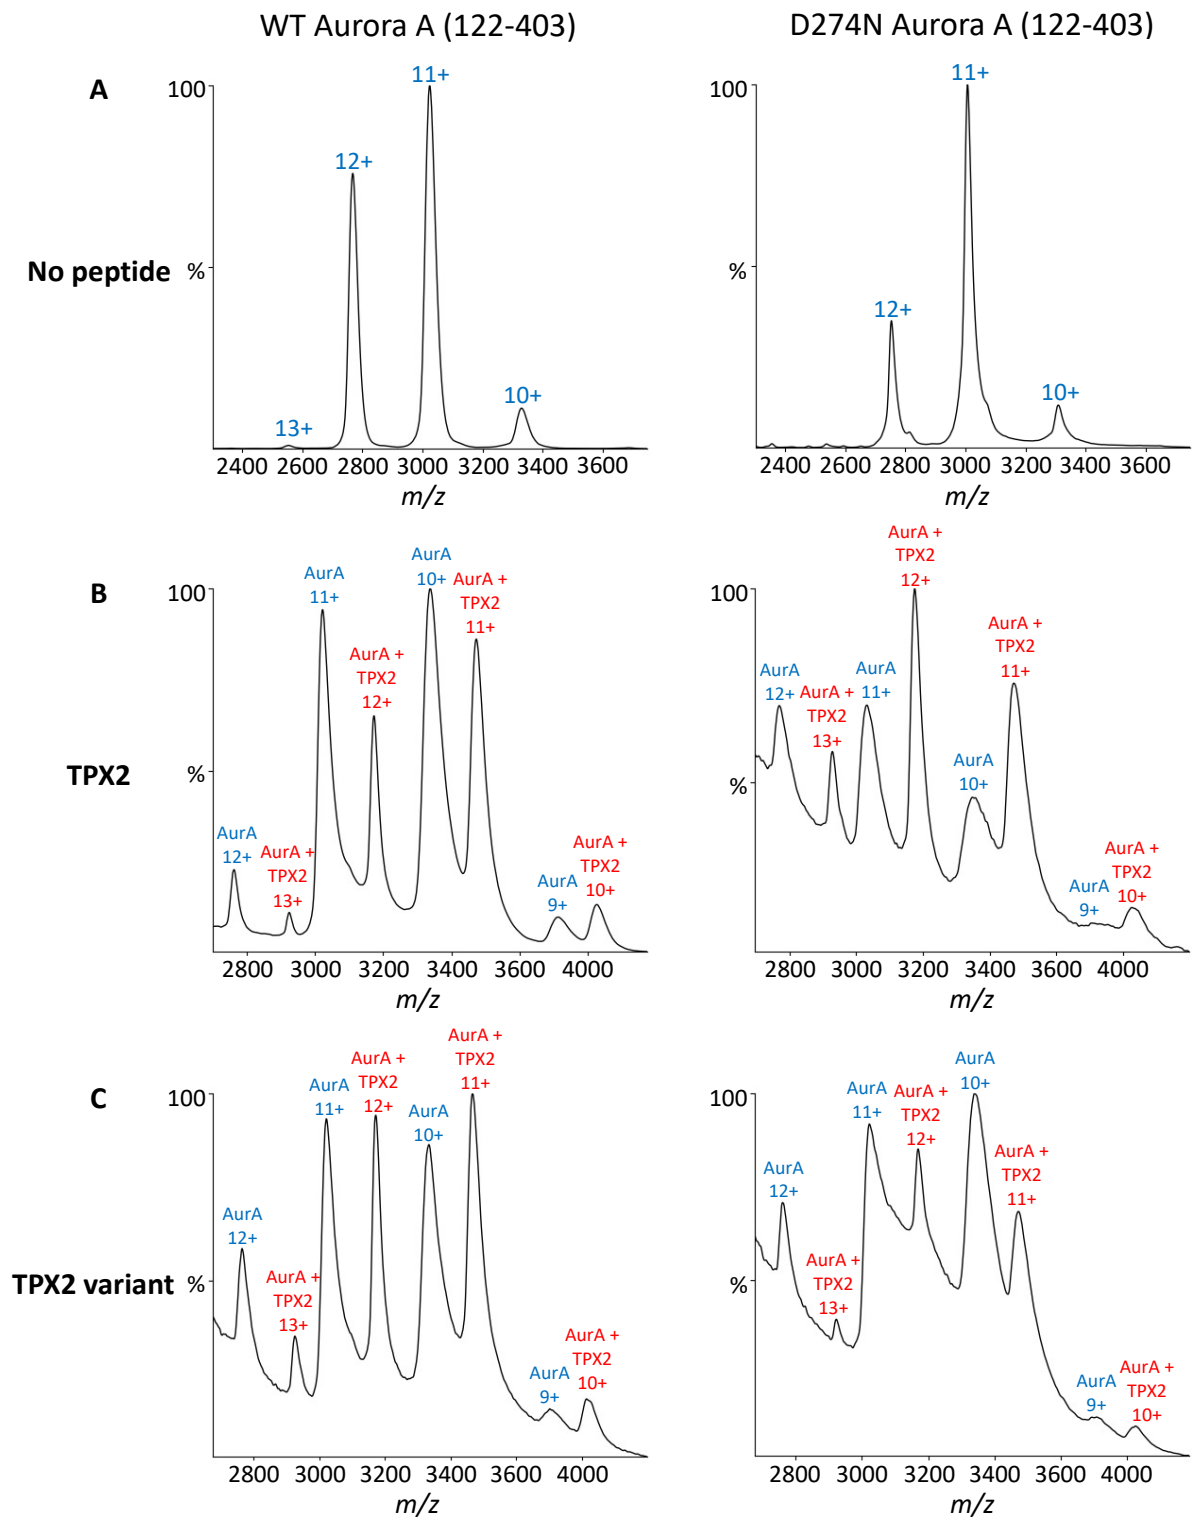 WT Aurora A (122-403)
D274N Aurora A (122-403)
A
No peptide
100
%
13+
12+
11+
10+
2400 2600 2800 3000 3200 3400 3600
m/z
100
%
12+
11+
10+
2400 2600 2800 3000 3200 3400 3600
m/z
B
TPX2
100
%
AurA
12+
AurA +
TPX2
13+
AurA
11+
AurA +
TPX2
12+
AurA
10+
AurA +
TPX2
11+
AurA
9+
AurA +
TPX2
10+
2800 3000 3200 3400 3600 4000
m/z
100
%
AurA
12+
AurA +
TPX2
13+
AurA
11+
AurA +
TPX2
12+
AurA
10+
AurA +
TPX2
11+
AurA
9+
AurA +
TPX2
10+
2800 3000 3200 3400 3600 4000
m/z
C
TPX2 variant
100
%
AurA
12+
AurA +
TPX2
13+
AurA
11+
AurA +
TPX2
12+
AurA
10+
AurA +
TPX2
11+
AurA
9+
AurA +
TPX2
10+
2800 3000 3200 3400 3600 4000
m/z
100
%
AurA
12+
AurA +
TPX2
13+
AurA
11+
AurA +
TPX2
12+
AurA
10+
AurA +
TPX2
11+
AurA
9+
AurA +
TPX2
10+
2800 3000 3200 3400 3600 4000
m/z